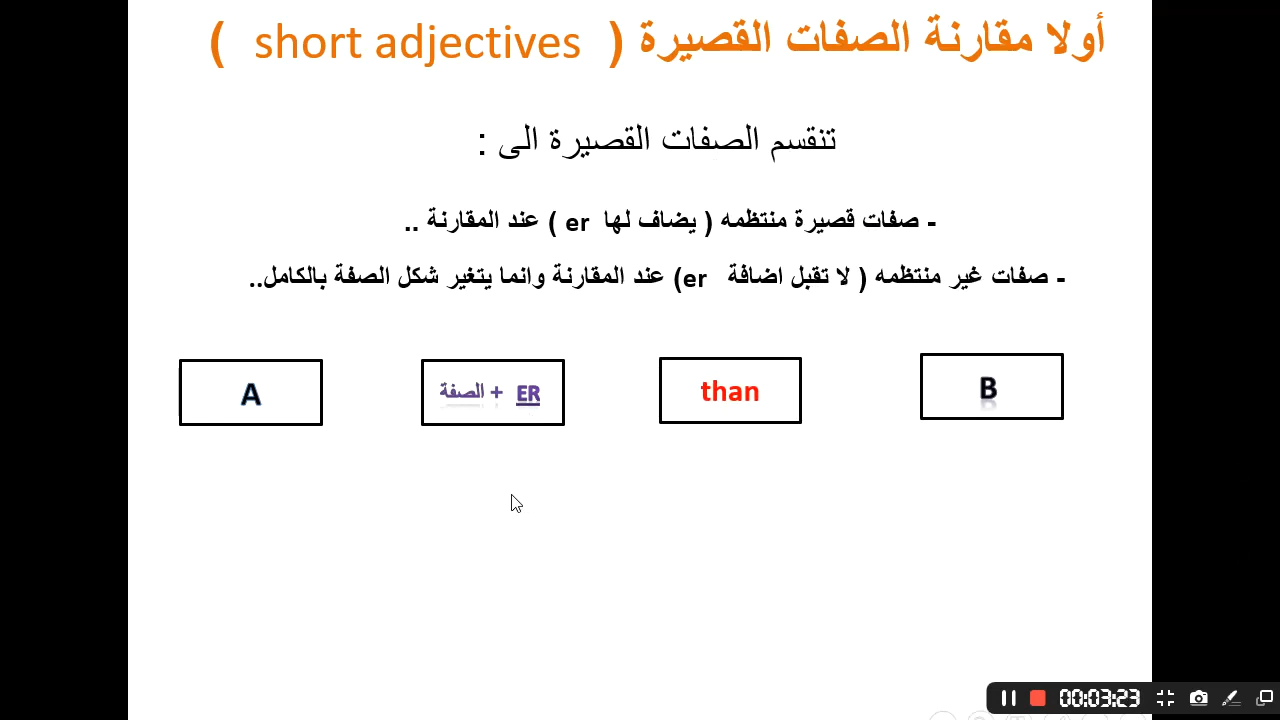 أولا مقارنة الصفات القصيرة ( short adjectives )
تنقسم الصفات القصيرة الى :
- صفات قصيرة منتظمه ( يضاف لها er ) عند المقارنة ..
- صفات غير منتظمه ( لا تقبل اضافة er) عند المقارنة وانما يتغير شكل الصفة بالكامل..
A
الصفة + ER
than
B
00:03:23